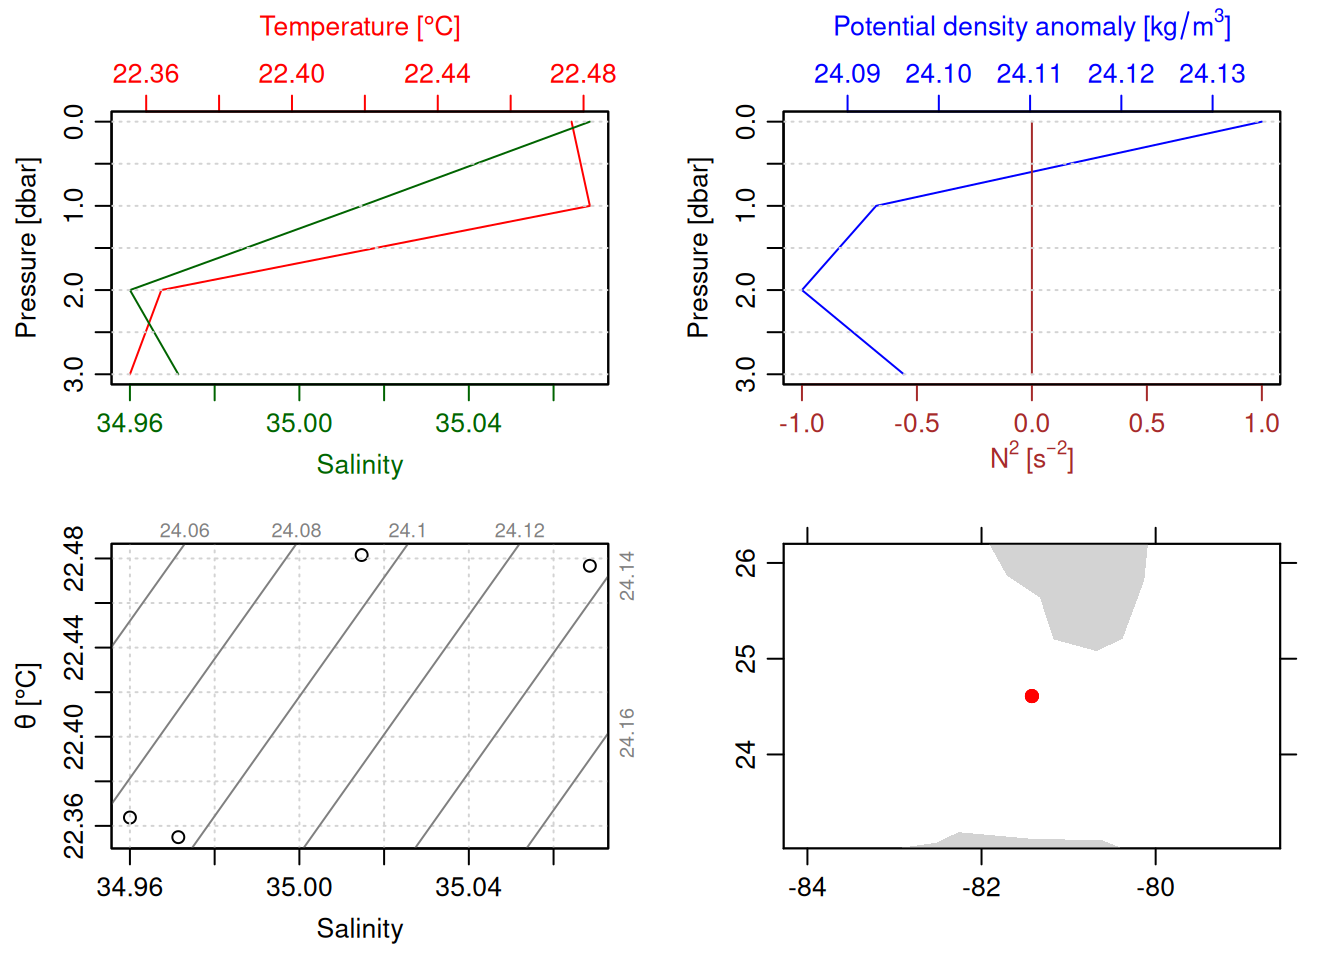 Temperature [°C]
22.36 22.40 22.44 22.48
Pressure [dbar]
0.0 1.0 2.0 3.0
34.96 35.00 35.04
Salinity
Potential density anomaly [kg/m³]
24.09 24.10 24.11 24.12 24.13
Pressure [dbar]
0.0 1.0 2.0 3.0
-1.0 -0.5 0.0 0.5 1.0
N² [s⁻²]
24.06 24.08 24.1 24.12
24.14
24.16
θ [°C]
22.36 22.40 22.44 22.48
34.96 35.00 35.04
Salinity
26
25
24
-84 -82 -80